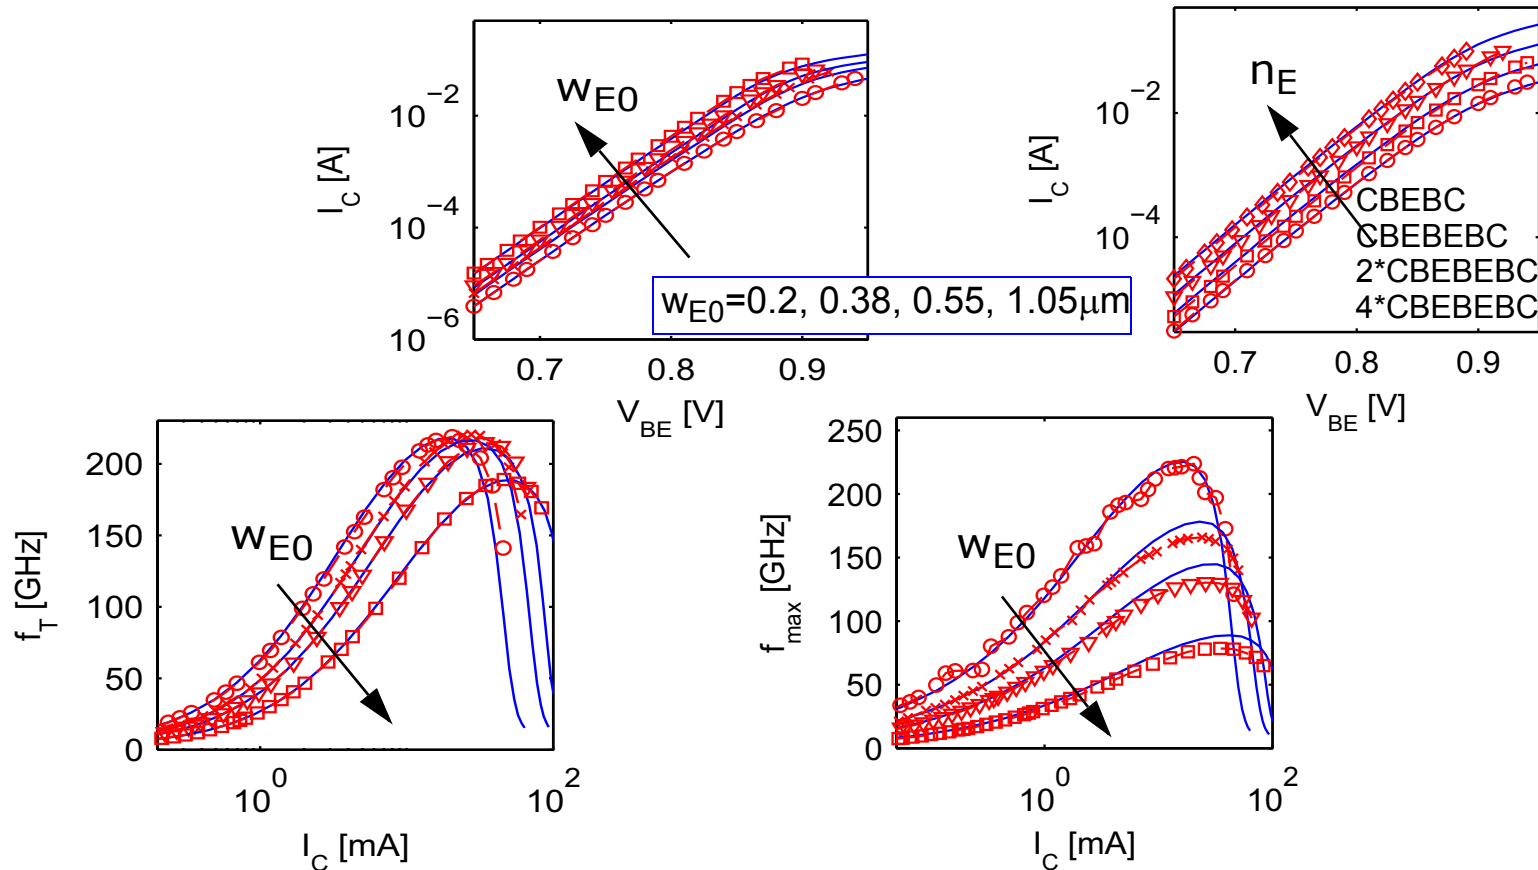 10^−2
10^−4
10^−6
I_C [A]
w_E0
0.7 0.8 0.9
V_BE [V]
w_E0=0.2, 0.38, 0.55, 1.05μm
10^−2
10^−4
I_C [A]
n_E
CBEBC
CBEBEBC
2*CBEBEBC
4*CBEBEBC
0.7 0.8 0.9
V_BE [V]
200
150
100
50
0
f_T [GHz]
w_E0
10^0 10^2
I_C [mA]
250
200
150
100
50
0
f_max [GHz]
w_E0
10^0 10^2
I_C [mA]